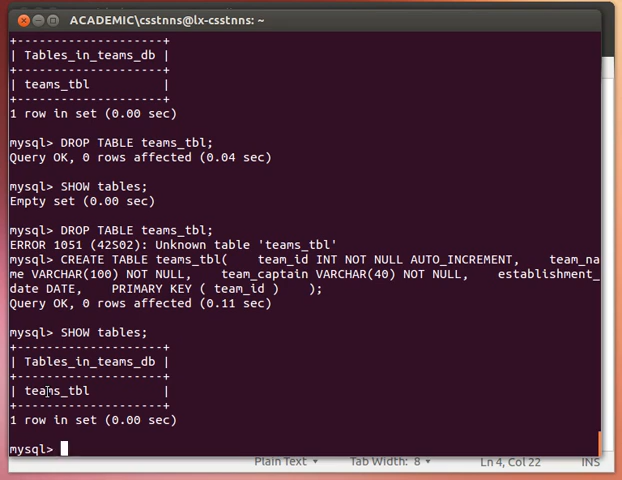 ACADEMIC\csstnns@lx-csstnns: ~
+--------------------+
| Tables_in_teams_db |
+--------------------+
| teams_tbl          |
+--------------------+
1 row in set (0.00 sec)
mysql> DROP TABLE teams_tbl;
Query OK, 0 rows affected (0.04 sec)
mysql> SHOW tables;
Empty set (0.00 sec)
mysql> DROP TABLE teams_tbl;
ERROR 1051 (42S02): Unknown table 'teams_tbl'
mysql> CREATE TABLE teams_tbl(    team_id INT NOT NULL AUTO_INCREMENT,    team_na
me VARCHAR(100) NOT NULL,    team_captain VARCHAR(40) NOT NULL,    establishment_
date DATE,    PRIMARY KEY ( team_id )    );
Query OK, 0 rows affected (0.11 sec)
mysql> SHOW tables;
+--------------------+
| Tables_in_teams_db |
+--------------------+
| teams_tbl          |
+--------------------+
1 row in set (0.00 sec)
mysql>
Plain Text Tab Width: 8 Ln 4, Col 22 INS